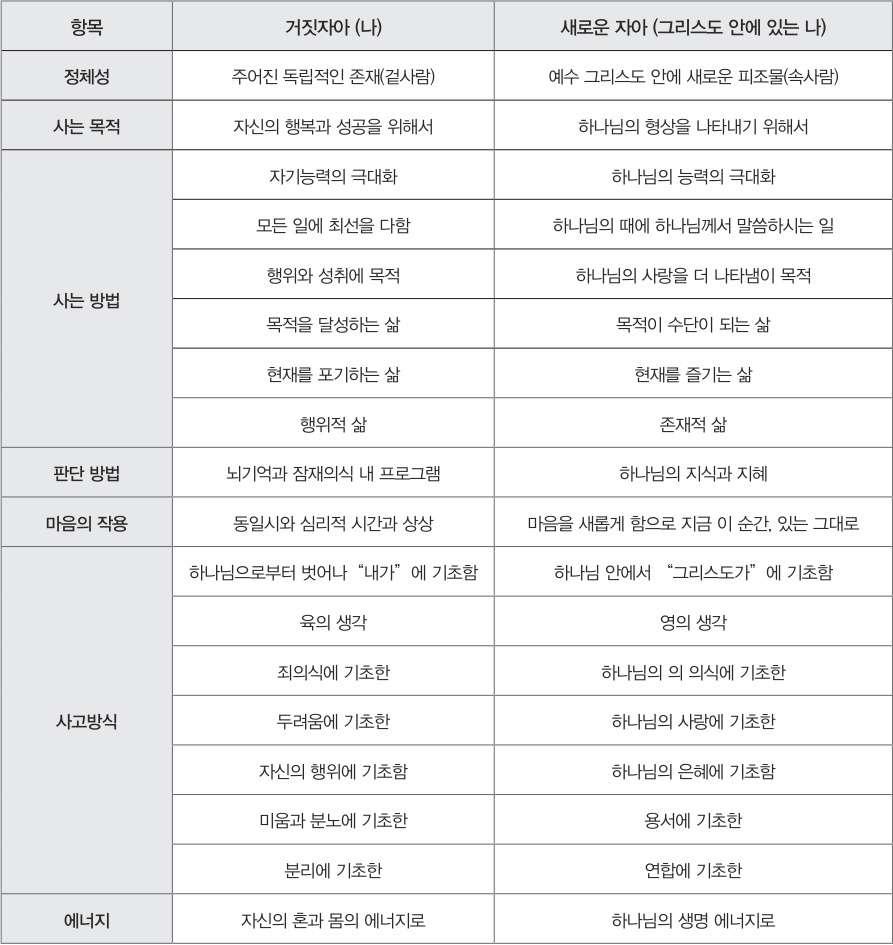 항목 거짓자아 (나) 새로운 자아 (그리스도 안에 있는 나)
정체성 주어진 독립적인 존재(겉사람) 예수 그리스도 안에 새로운 피조물(속사람)
사는 목적 자신의 행복과 성공을 위해서 하나님의 형상을 나타내기 위해서
사는 방법
자기능력의 극대화 하나님의 능력의 극대화
모든 일에 최선을 다함 하나님의 때에 하나님께서 말씀하시는 일
행위와 성취에 목적 하나님의 사랑을 더 나타냄이 목적
목적을 달성하는 삶 목적이 수단이 되는 삶
현재를 포기하는 삶 현재를 즐기는 삶
행위적 삶 존재적 삶
판단 방법 뇌기억과 잠재의식 내 프로그램 하나님의 지식과 지혜
마음의 작용 동일시와 심리적 시간과 상상 마음을 새롭게 함으로 지금 이 순간, 있는 그대로
사고방식
하나님으로부터 벗어나 “내가” 에 기초함 하나님 안에서 “그리스도가” 에 기초함
육의 생각 영의 생각
죄의식에 기초한 하나님의 의 의식에 기초한
두려움에 기초한 하나님의 사랑에 기초한
자신의 행위에 기초함 하나님의 은혜에 기초함
미움과 분노에 기초한 용서에 기초한
분리에 기초한 연합에 기초한
에너지 자신의 혼과 몸의 에너지로 하나님의 생명 에너지로